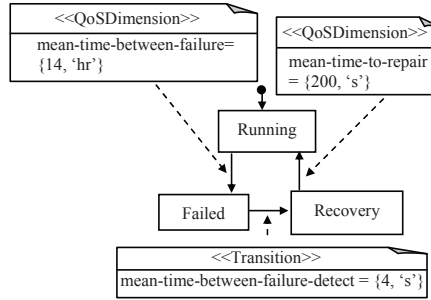 <<QoSDimension>>
mean-time-between-failure=
{14, ‘hr’}
<<QoSDimension>>
mean-time-to-repair
= {200, ‘s’}
Running
Failed
Recovery
<<Transition>>
mean-time-between-failure-detect = {4, ‘s’}